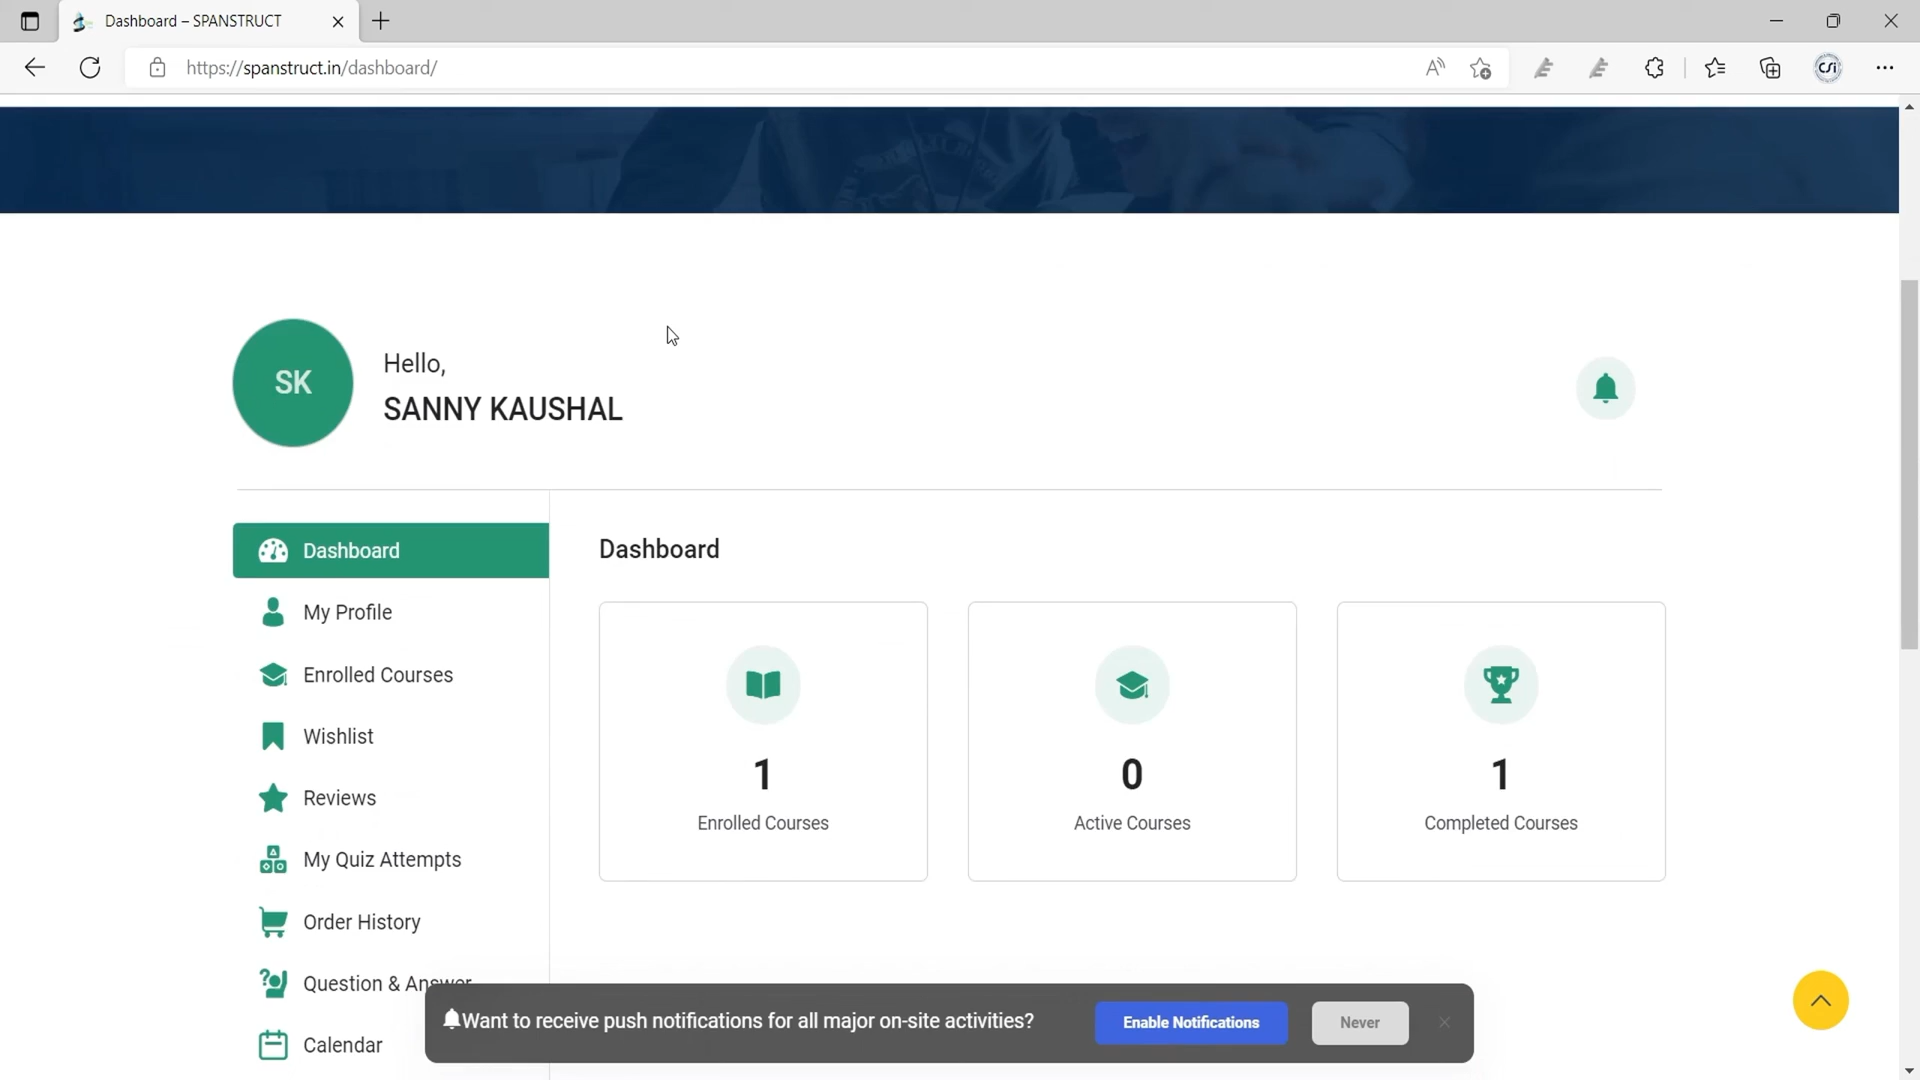 Dashboard – SPANSTRUCT
https://spanstruct.in/dashboard/
CSi
SK
Hello,
SANNY KAUSHAL
Dashboard
My Profile
Enrolled Courses
Wishlist
Reviews
My Quiz Attempts
Order History
Question & Answer
Calendar
Dashboard
1
Enrolled Courses
0
Active Courses
1
Completed Courses
Want to receive push notifications for all major on-site activities?
Enable Notifications
Never